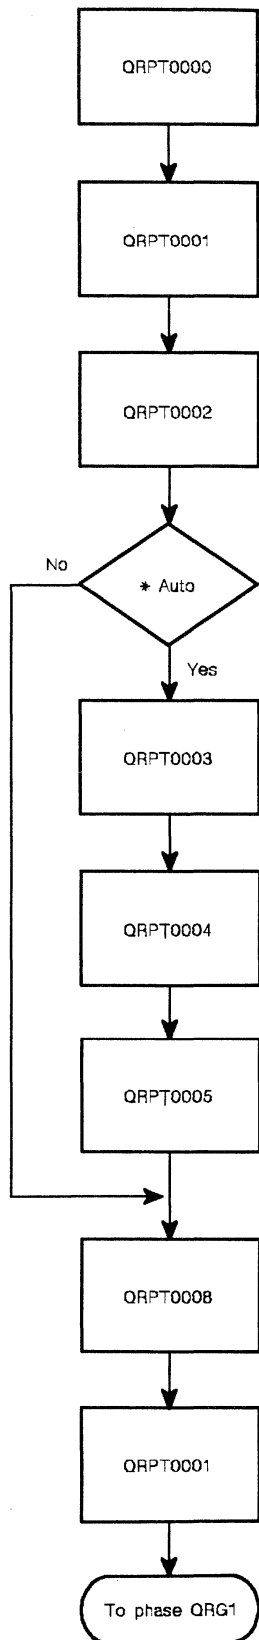 QRPT0000
QRPT0001
QRPT0002
No
* Auto
Yes
QRPT0003
QRPT0004
QRPT0005
QRPT0008
QRPT0001
To phase QRG1